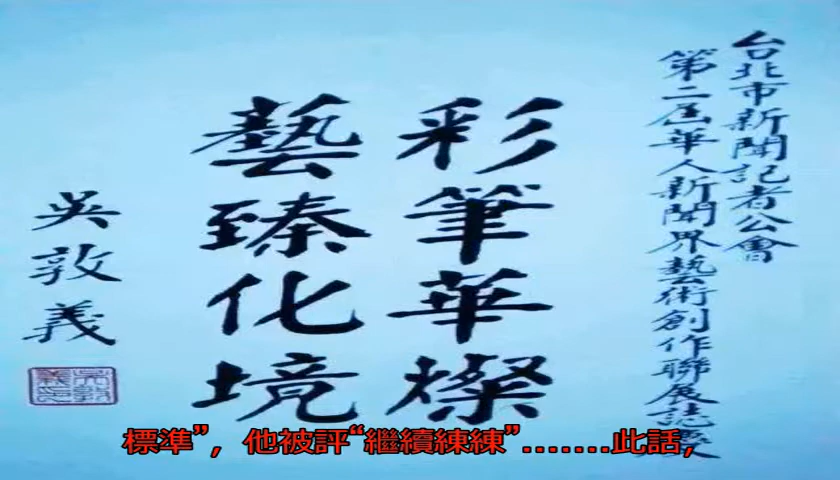 台北市新聞記者公會
第二屆華人新聞界藝術創作聯展誌慶
彩筆華燦
藝臻化境
吳敦義
標準”，他被評“繼續練練”.......此話，